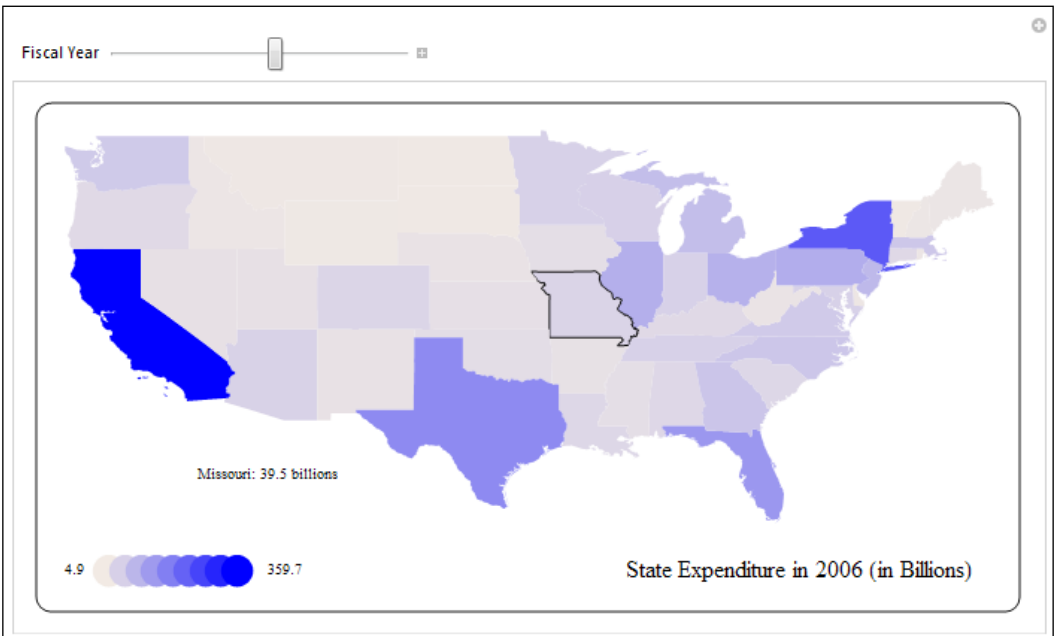 Fiscal Year
Missouri: 39.5 billions
4.9
359.7
State Expenditure in 2006 (in Billions)